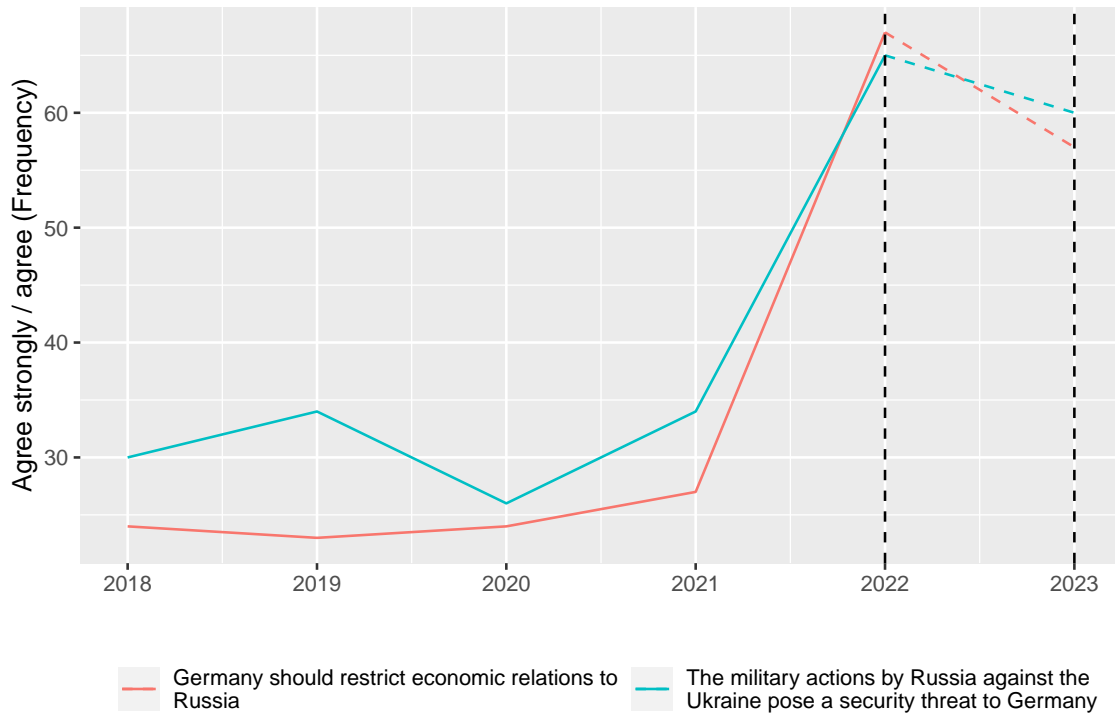 Agree strongly / agree (Frequency)
60
50
40
30
2018 2019 2020 2021 2022 2023
Germany should restrict economic relations to
Russia
The military actions by Russia against the
Ukraine pose a security threat to Germany